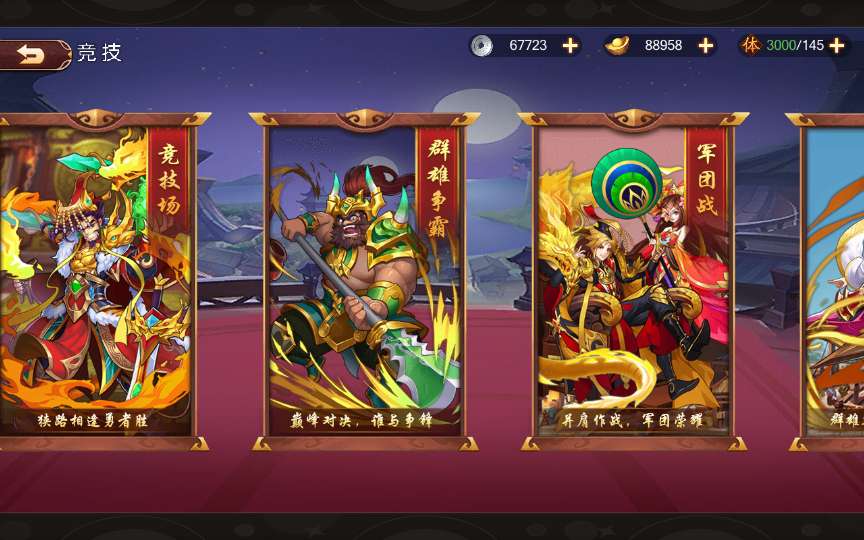 竞技
67723
88958
体 3000/145
竞技场
狭路相逢勇者胜
群雄争霸
巅峰对决，谁与争锋
军团战
并肩作战，军团荣耀
群雄